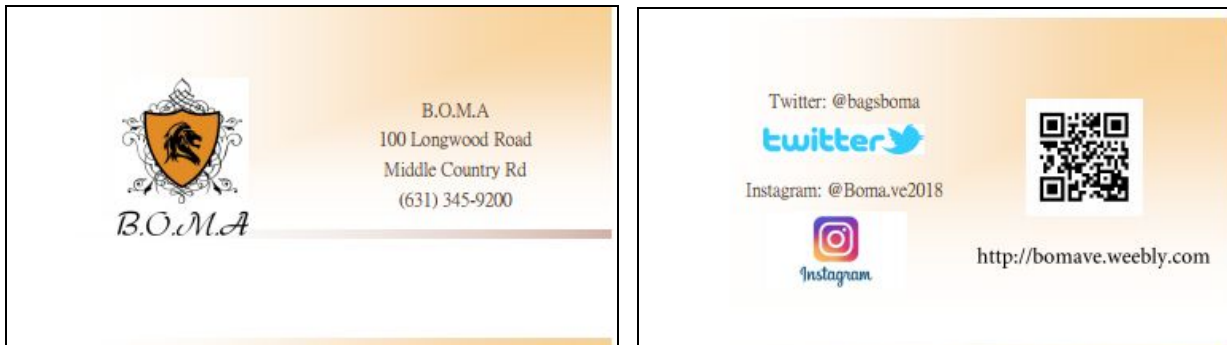 B.O.M.A
100 Longwood Road
Middle Country Rd
(631) 345-9200
B.O.M.A
Twitter: @bagsboma
twitter
Instagram: @Boma.ve2018
Instagram
http://bomave.weebly.com